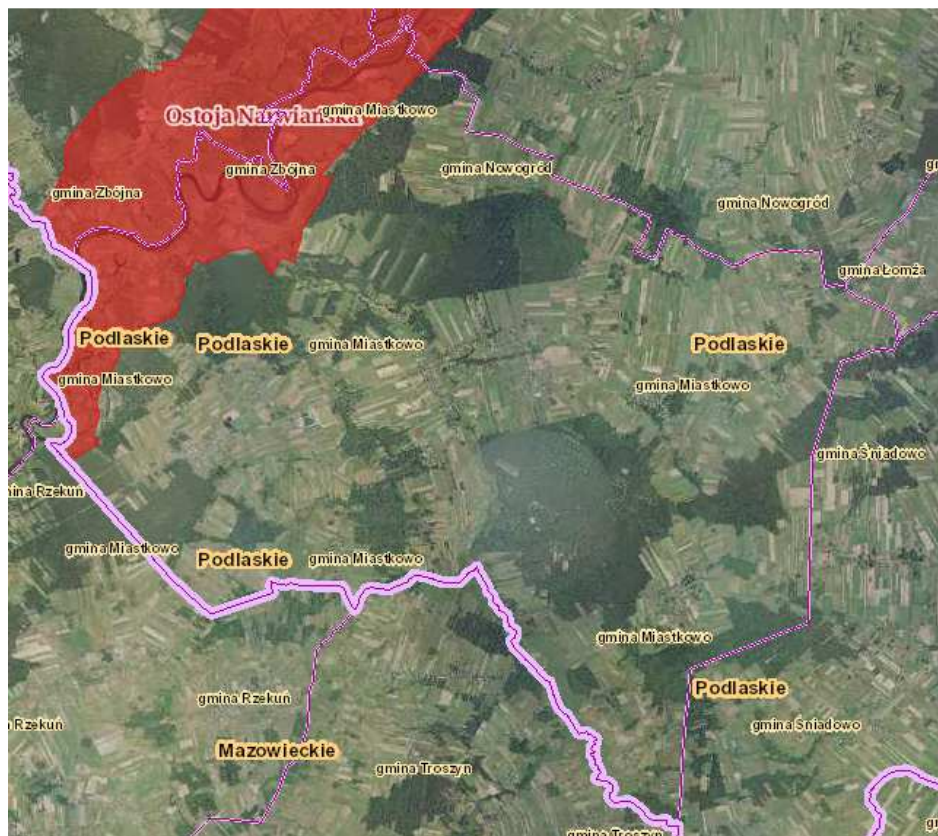 Ostoja Narwiańska
gmina Miastkowo
gmina Zbójna
gmina Nowogród
gmina Zbójna
gmina Nowogród
gmina Łomża
Podlaskie
Podlaskie
gmina Miastkowo
Podlaskie
gmina Miastkowo
gmina Miastkowo
gmina Śniadowo
mina Rzekuń
gmina Miastkowo
Podlaskie
gmina Miastkowo
gmina Miastkowo
Podlaskie
gmina Rzekuń
a Rzekuń
gmina Śniadowo
Mazowieckie
gmina Troszyn
gmina Troszyn